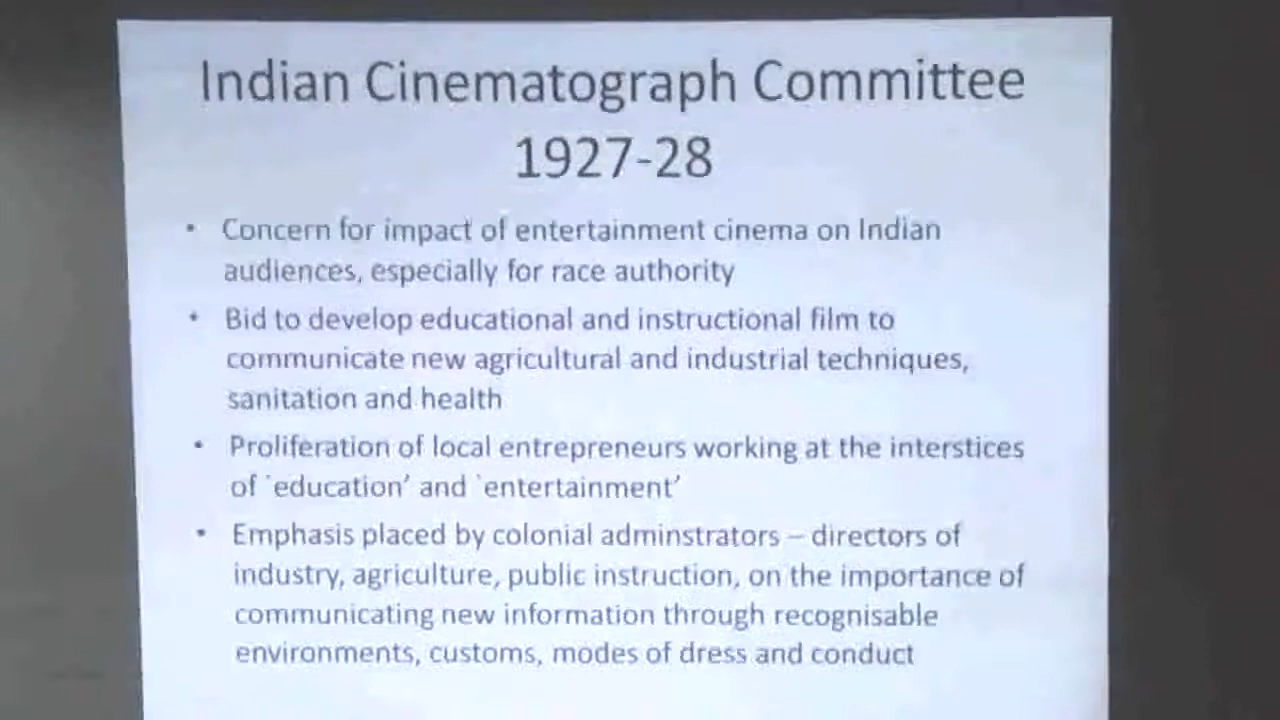 Indian Cinematograph Committee
1927-28
• Concern for impact of entertainment cinema on Indian
audiences, especially for race authority
• Bid to develop educational and instructional film to
communicate new agricultural and industrial techniques,
sanitation and health
• Proliferation of local entrepreneurs working at the interstices
of `education’ and `entertainment’
• Emphasis placed by colonial adminstrators – directors of
industry, agriculture, public instruction, on the importance of
communicating new information through recognisable
environments, customs, modes of dress and conduct